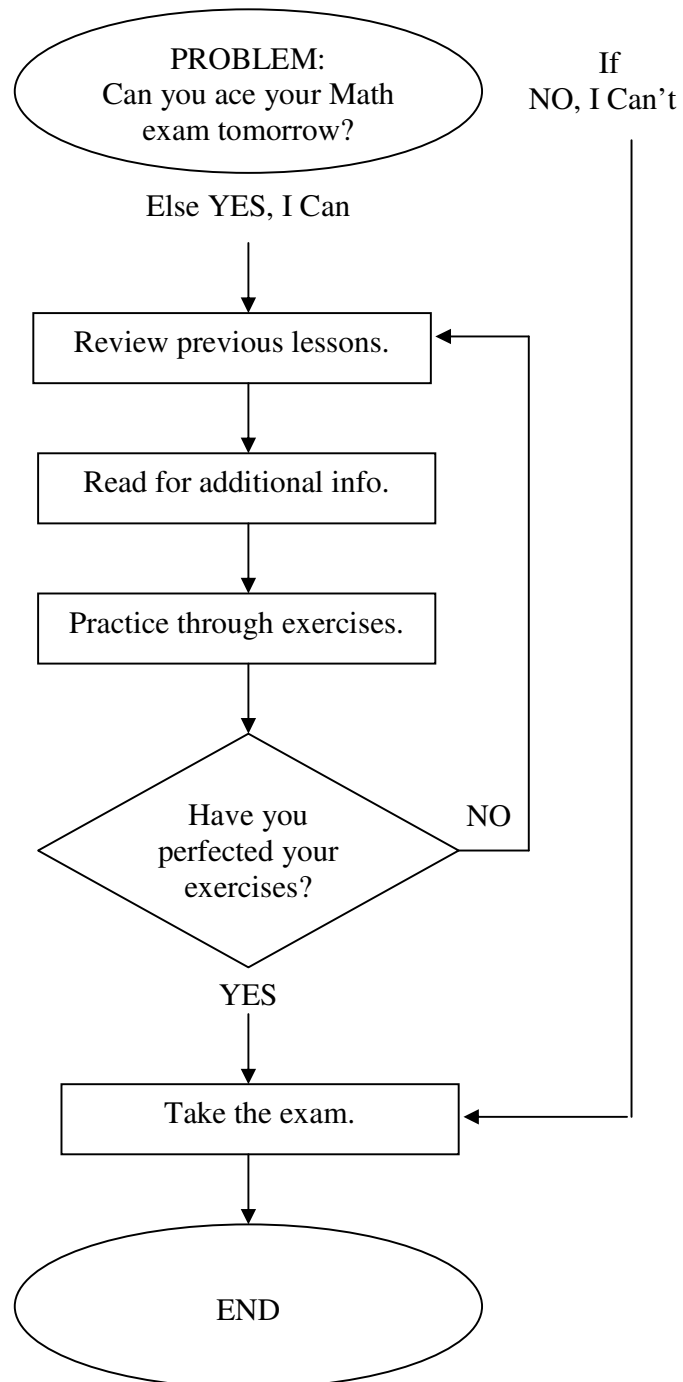 PROBLEM:
Can you ace your Math
exam tomorrow?
If
NO, I Can't
Else YES, I Can
Review previous lessons.
Read for additional info.
Practice through exercises.
Have you
perfected your
exercises?
NO
YES
Take the exam.
END